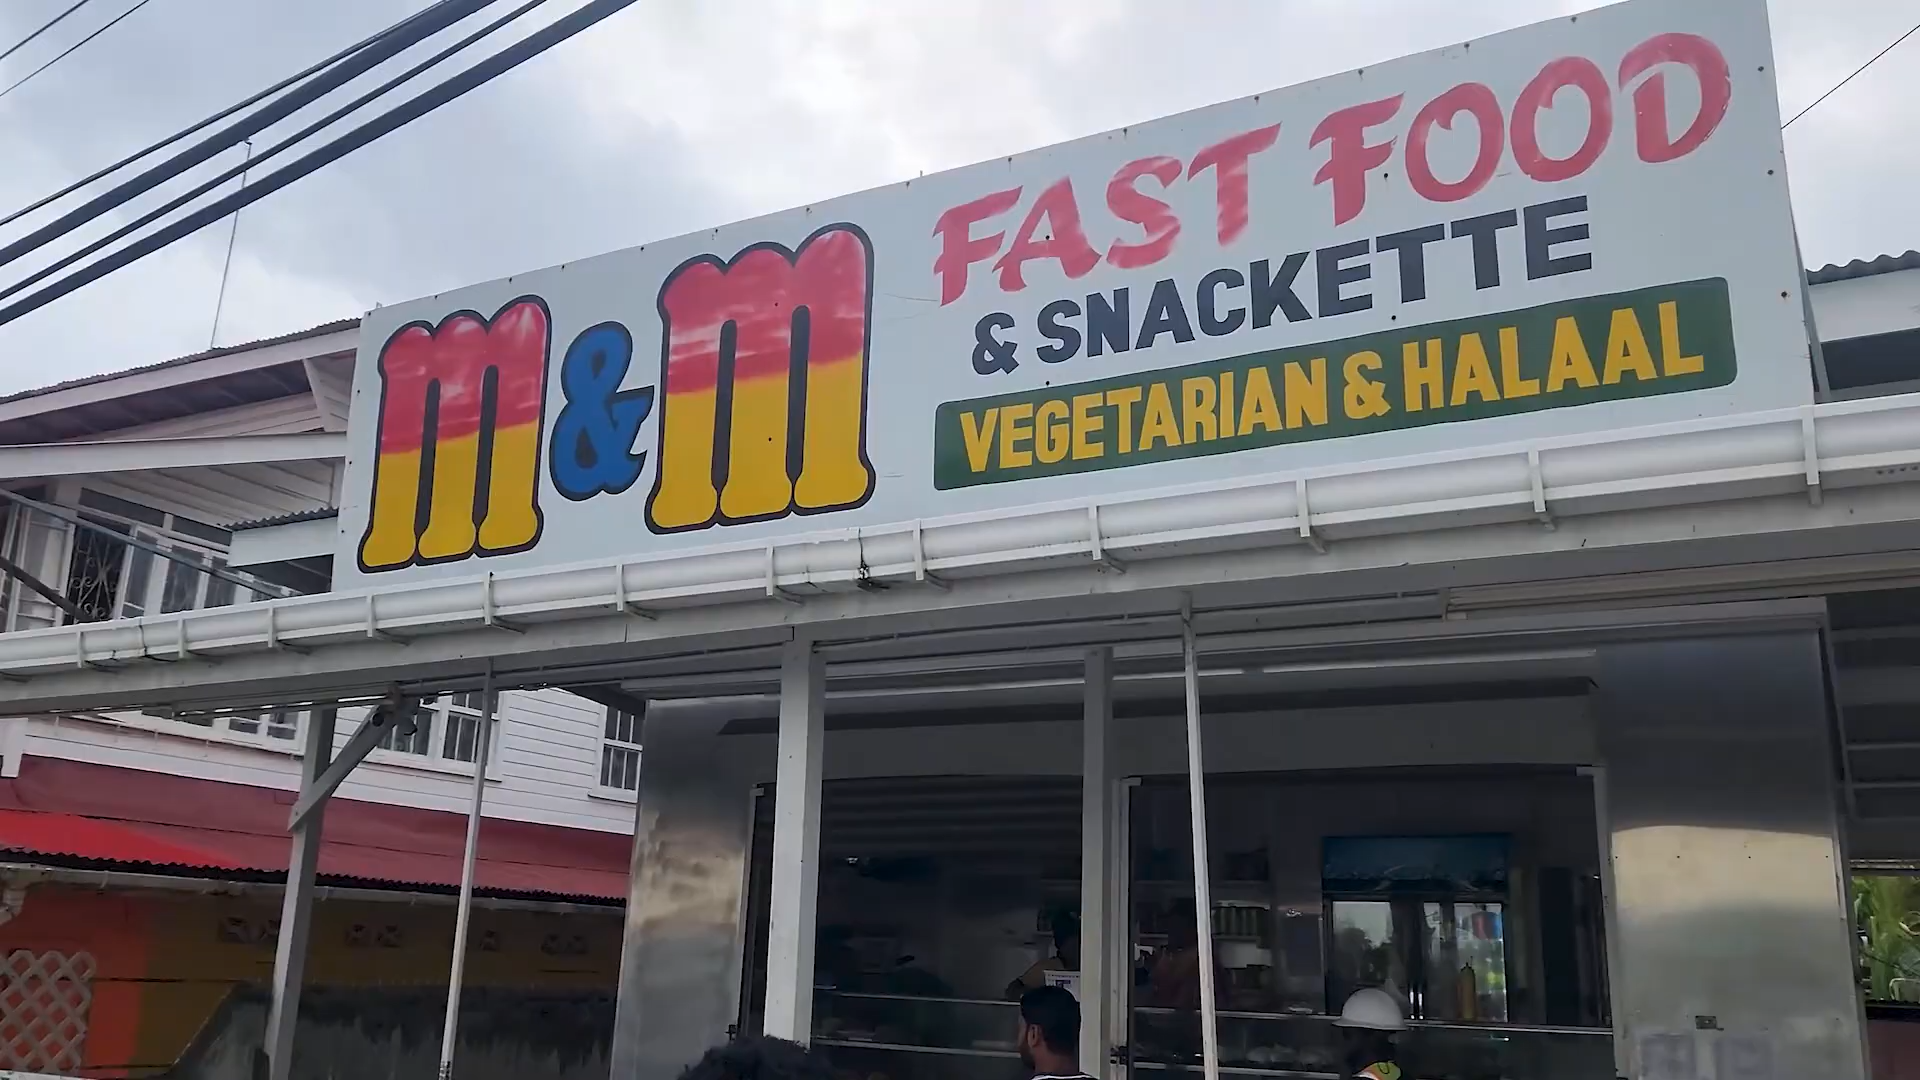 M&M
FAST FOOD
& SNACKETTE
VEGETARIAN & HALAAL